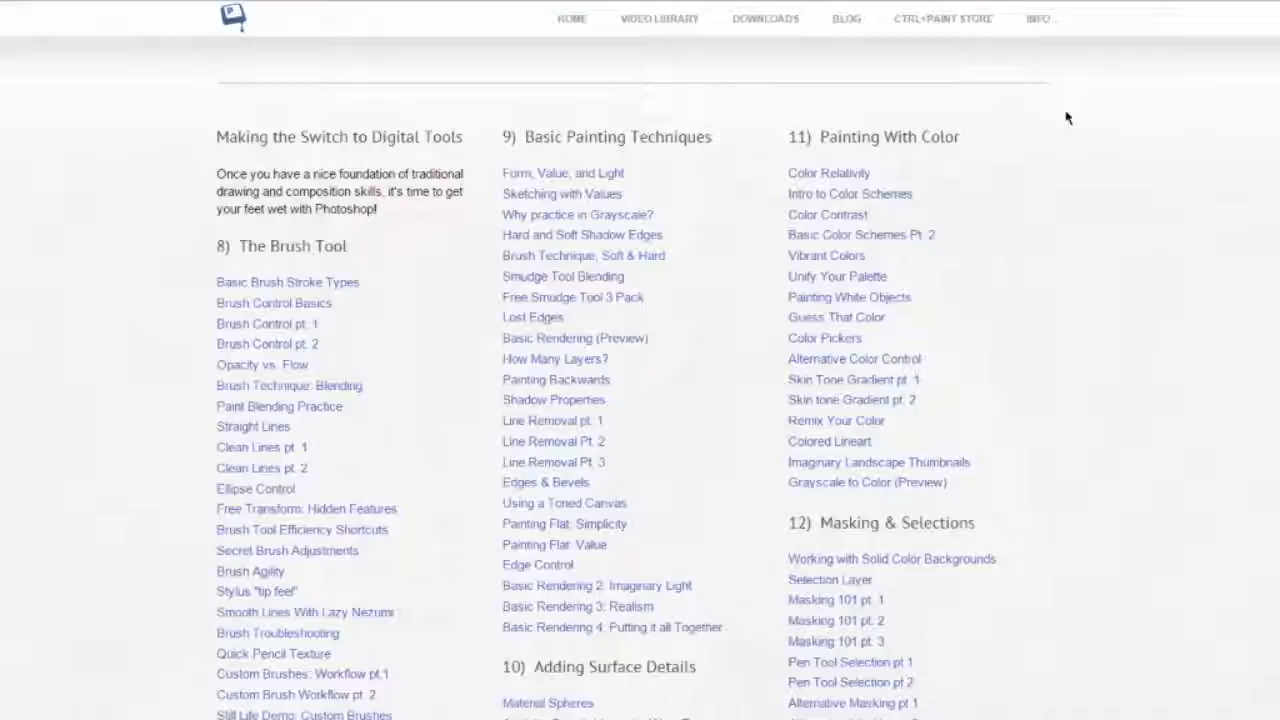 HOME VIDEO LIBRARY DOWNLOADS BLOG CTRL+PAINT STORE INFO...
Making the Switch to Digital Tools
Once you have a nice foundation of traditional
drawing and composition skills, it's time to get
your feet wet with Photoshop!
8) The Brush Tool
Basic Brush Stroke Types
Brush Control Basics
Brush Control pt. 1
Brush Control pt. 2
Opacity vs. Flow
Brush Technique: Blending
Paint Blending Practice
Straight Lines
Clean Lines pt. 1
Clean Lines pt. 2
Ellipse Control
Free Transform: Hidden Features
Brush Tool Efficiency Shortcuts
Secret Brush Adjustments
Brush Agility
Stylus "tip feel"
Smooth Lines With Lazy Nezumi
Brush Troubleshooting
Quick Pencil Texture
Custom Brushes: Workflow pt.1
Custom Brush Workflow pt. 2
Still Life Demo: Custom Brushes
9) Basic Painting Techniques
Form, Value, and Light
Sketching with Values
Why practice in Grayscale?
Hard and Soft Shadow Edges
Brush Technique, Soft & Hard
Smudge Tool Blending
Free Smudge Tool 3 Pack
Lost Edges
Basic Rendering (Preview)
How Many Layers?
Painting Backwards
Shadow Properties
Line Removal pt. 1
Line Removal Pt. 2
Line Removal Pt. 3
Edges & Bevels
Using a Toned Canvas
Painting Flat: Simplicity
Painting Flat: Value
Edge Control
Basic Rendering 2: Imaginary Light
Basic Rendering 3: Realism
Basic Rendering 4: Putting it all Together
10) Adding Surface Details
Material Spheres
11) Painting With Color
Color Relativity
Intro to Color Schemes
Color Contrast
Basic Color Schemes Pt. 2
Vibrant Colors
Unify Your Palette
Painting White Objects
Guess That Color
Color Pickers
Alternative Color Control
Skin Tone Gradient pt. 1
Skin tone Gradient pt. 2
Remix Your Color
Colored Lineart
Imaginary Landscape Thumbnails
Grayscale to Color (Preview)
12) Masking & Selections
Working with Solid Color Backgrounds
Selection Layer
Masking 101 pt. 1
Masking 101 pt. 2
Masking 101 pt. 3
Pen Tool Selection pt 1
Pen Tool Selection pt 2
Alternative Masking pt 1